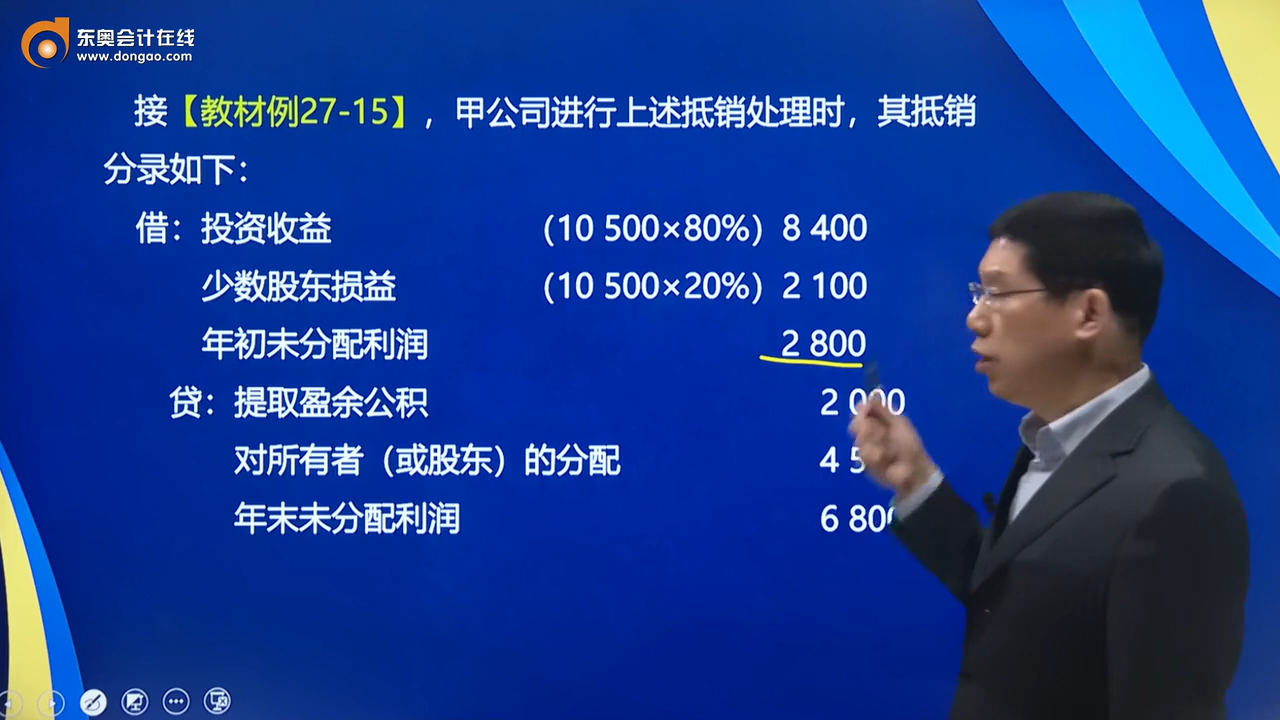 东奥会计在线
www.dongao.com
接【教材例27-15】，甲公司进行上述抵销处理时，其抵销
分录如下：
借：投资收益 （10 500×80%）8 400
少数股东损益 （10 500×20%）2 100
年初未分配利润 2 800
贷：提取盈余公积 2 000
对所有者（或股东）的分配 4 5
年末未分配利润 6 800